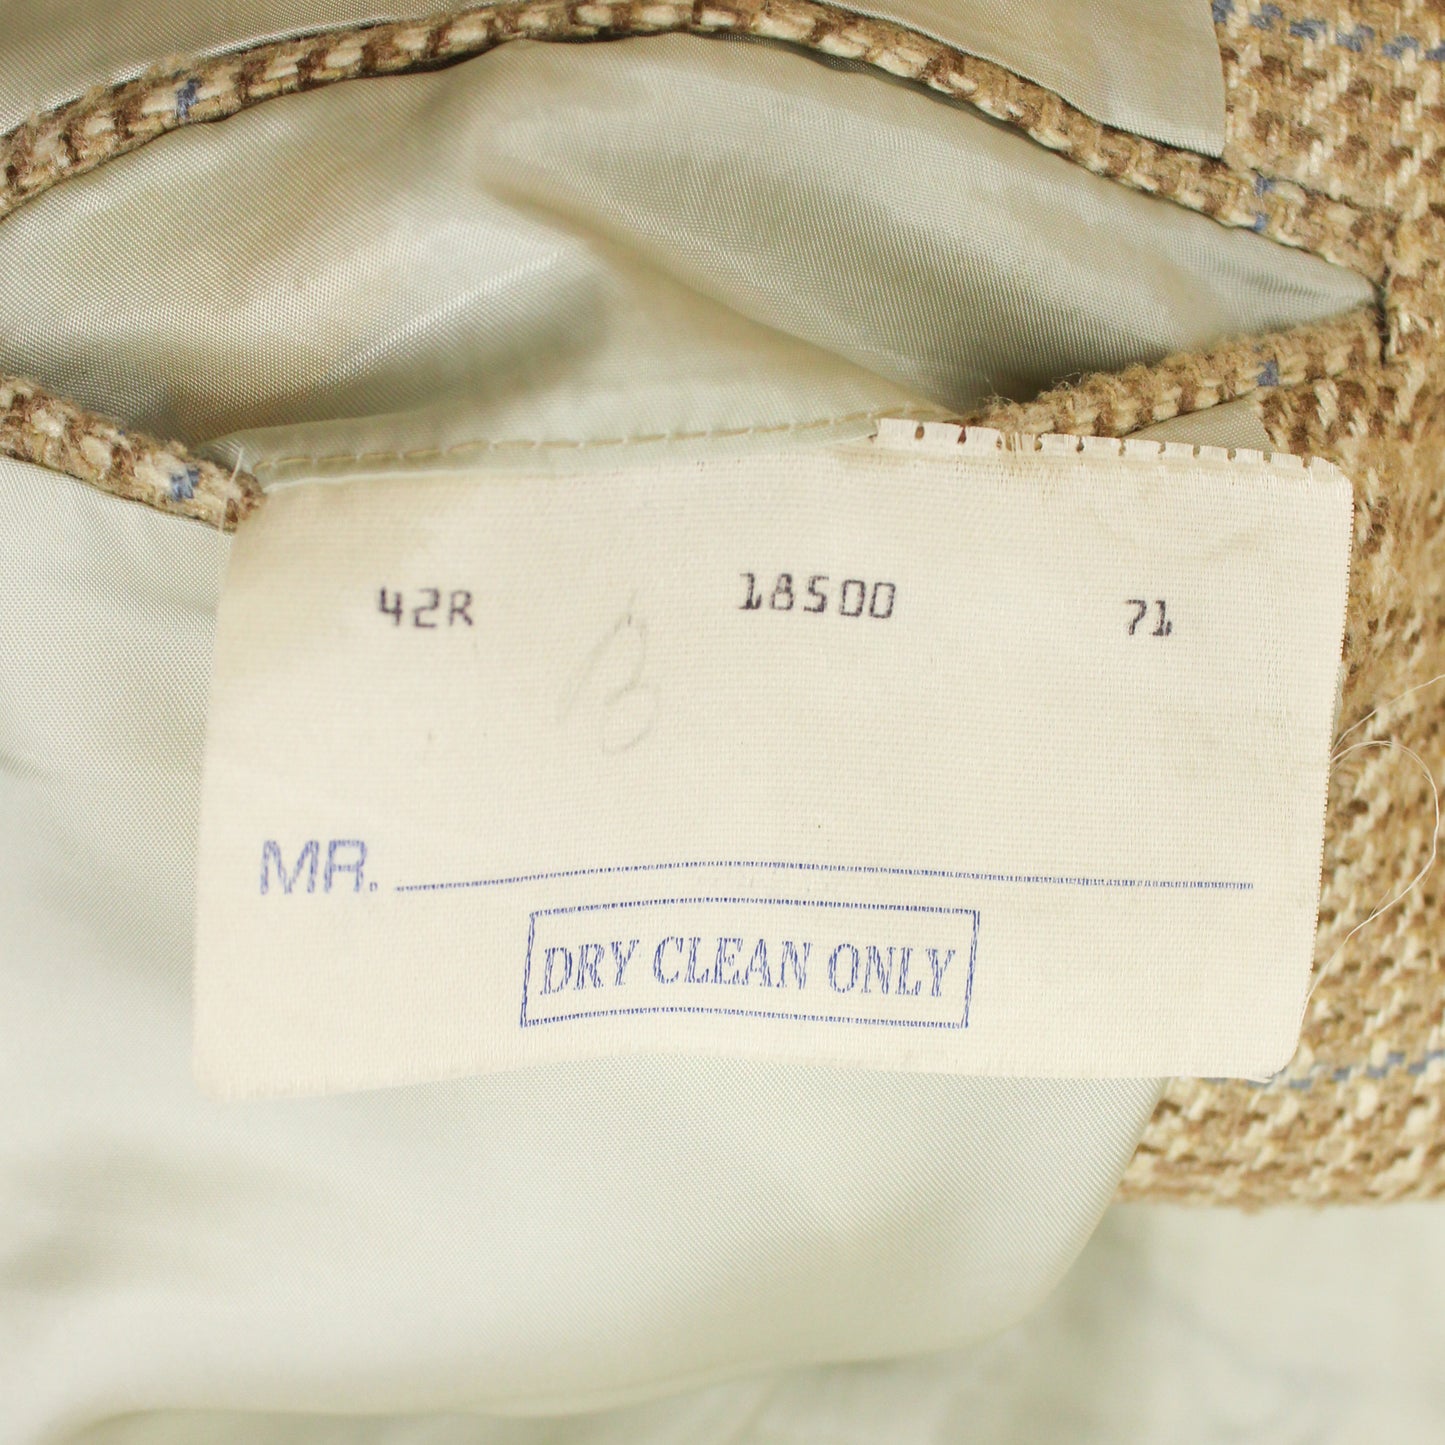 42R 18500 71
MR.
DRY CLEAN ONLY